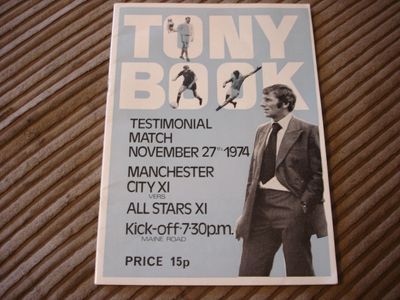 TONY
BOOK
TESTIMONIAL
MATCH
NOVEMBER 27th 1974
MANCHESTER
CITY XI
VERS
ALL STARS XI
Kick-off-7·30p.m.
MAINE ROAD
PRICE 15p